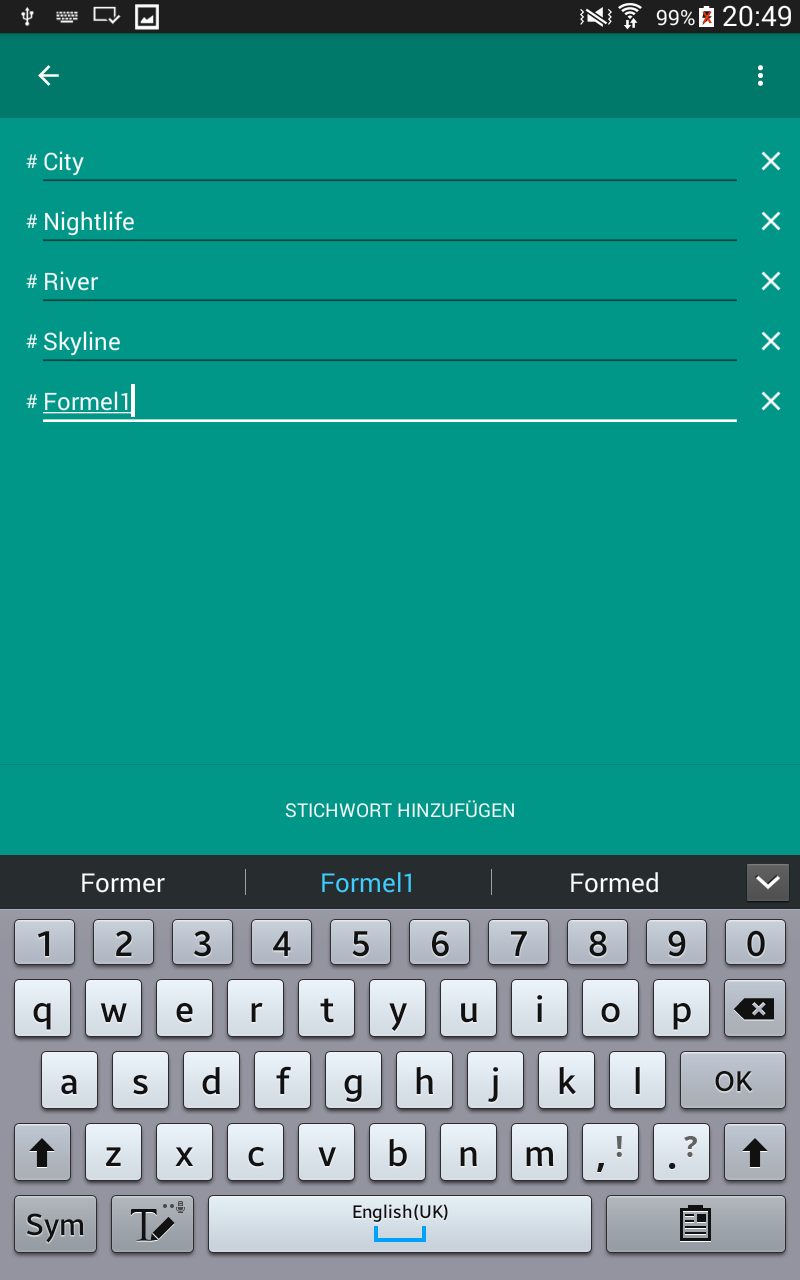 99% 20:49
# City
# Nightlife
# River
# Skyline
# Formel1
STICHWORT HINZUFÜGEN
Former Formel1 Formed
1 2 3 4 5 6 7 8 9 0
q w e r t y u i o p
a s d f g h j k l OK
z x c v b n m , ! . ?
Sym T English(UK)